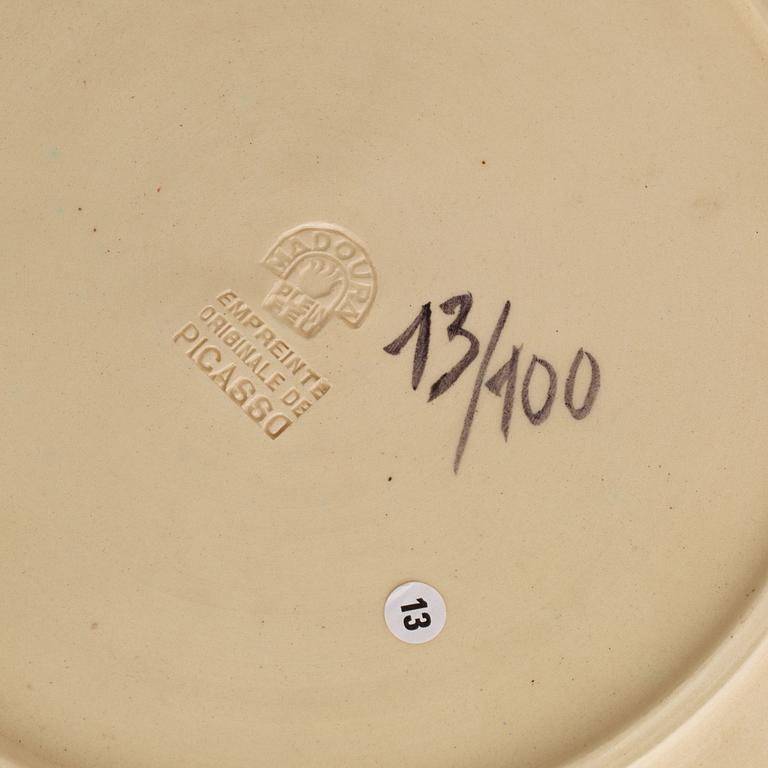 MADOURA
PLEIN
FEU
EMPREINTE
ORIGINALE DE
PICASSO
13/100
13